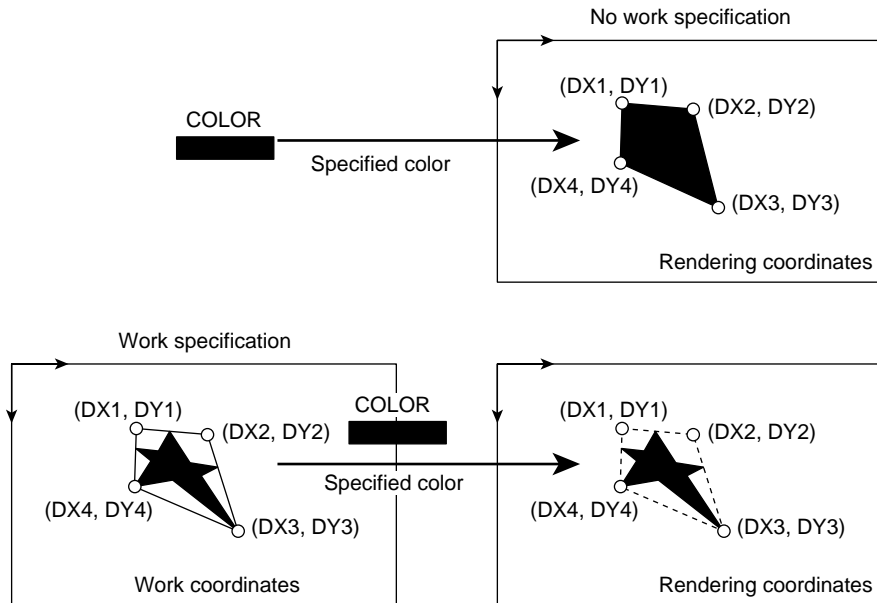 No work specification
(DX1, DY1)
(DX2, DY2)
COLOR
Specified color
(DX4, DY4)
(DX3, DY3)
Rendering coordinates
Work specification
(DX1, DY1)
(DX2, DY2)
(DX4, DY4)
(DX3, DY3)
Work coordinates
COLOR
Specified color
(DX1, DY1)
(DX2, DY2)
(DX4, DY4)
(DX3, DY3)
Rendering coordinates